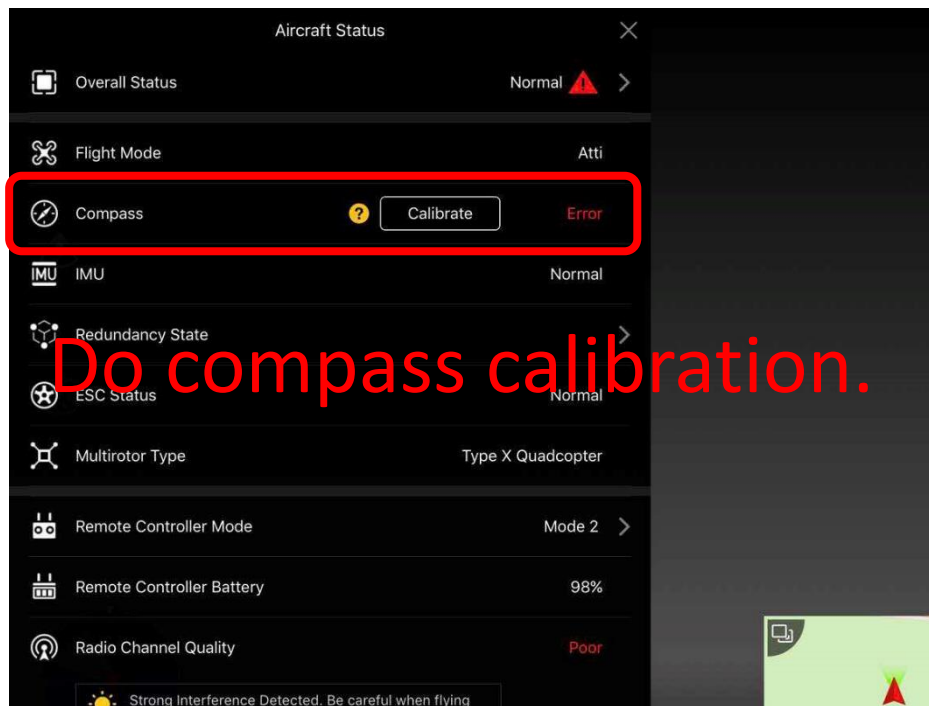 Aircraft Status
Overall Status Normal
Flight Mode Atti
Compass ? Calibrate Error
IMU IMU Normal
Redundancy State
Do compass calibration.
ESC Status Normal
Multirotor Type Type X Quadcopter
Remote Controller Mode Mode 2
Remote Controller Battery 98%
Radio Channel Quality Poor
Strong Interference Detected. Be careful when flying